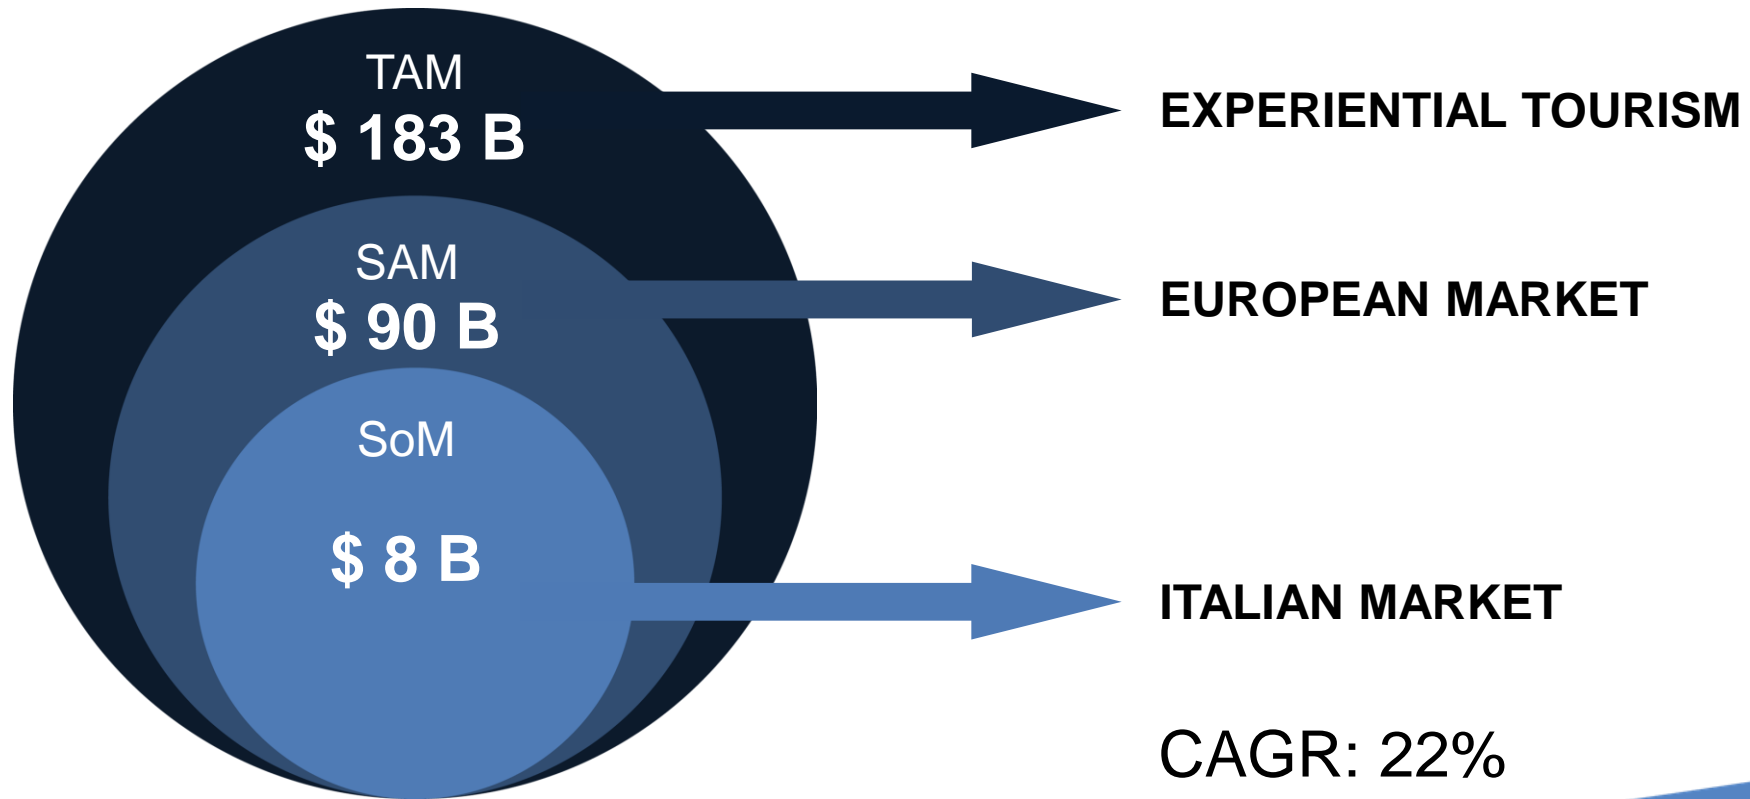 TAM
$ 183 B
EXPERIENTIAL TOURISM
SAM
$ 90 B
EUROPEAN MARKET
SoM
$ 8 B
ITALIAN MARKET
CAGR: 22%